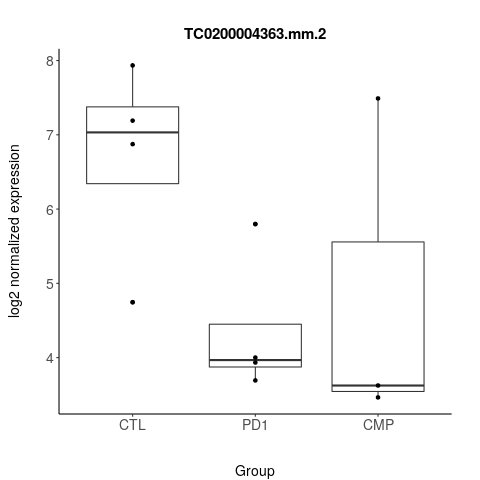 TC0200004363.mm.2
log2 normalized expression
8
7
6
5
4
CTL
PD1
CMP
Group